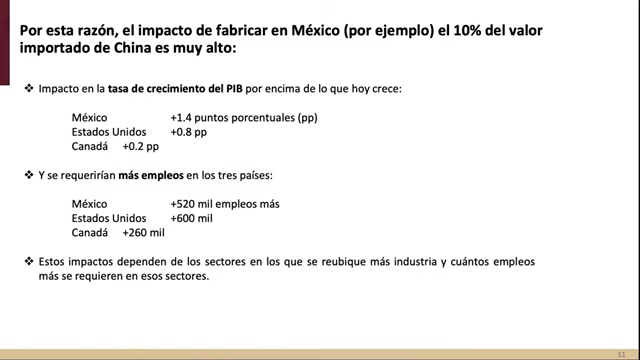 Por esta razón, el impacto de fabricar en México (por ejemplo) el 10% del valor
importado de China es muy alto:
❖ Impacto en la tasa de crecimiento del PIB por encima de lo que hoy crece:
México +1.4 puntos porcentuales (pp)
Estados Unidos +0.8 pp
Canadá +0.2 pp
❖ Y se requerirían más empleos en los tres países:
México +520 mil empleos más
Estados Unidos +600 mil
Canadá +260 mil
❖ Estos impactos dependen de los sectores en los que se reubique más industria y cuántos empleos
más se requieren en esos sectores.
11